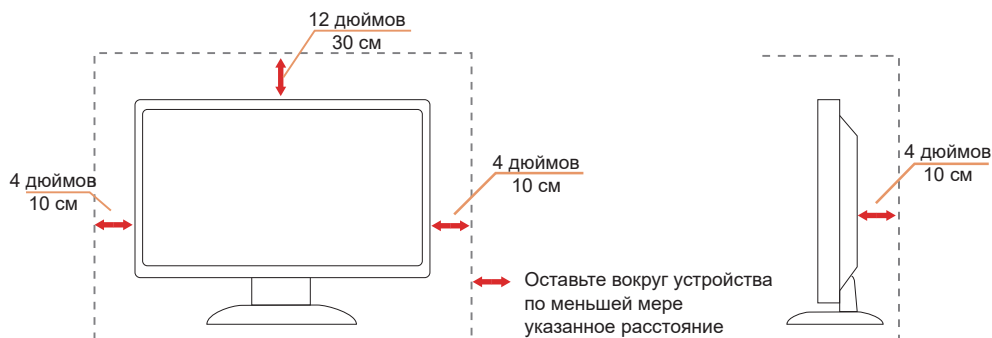 12 дюймов
30 см
4 дюймов
10 см
4 дюймов
10 см
4 дюймов
10 см
Оставьте вокруг устройства
по меньшей мере
указанное расстояние